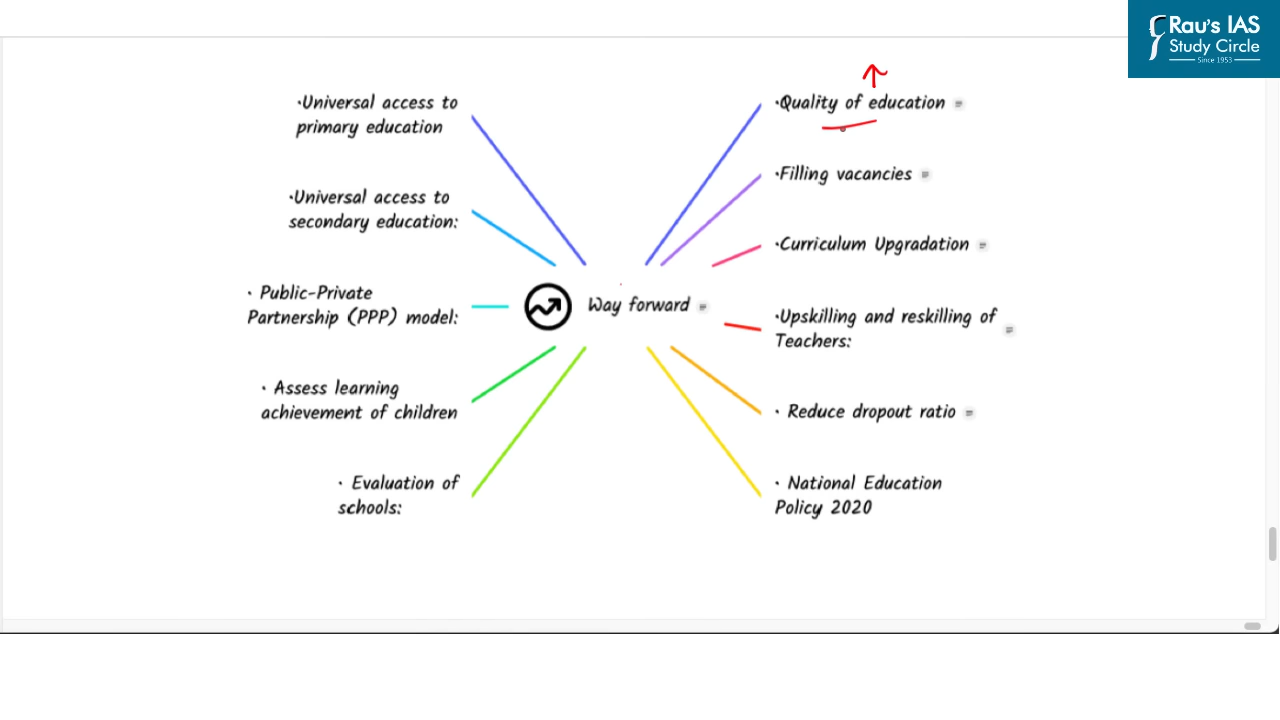 Rau's IAS
Study Circle
Since 1953
·Universal access to
primary education
·Universal access to
secondary education:
· Public-Private
Partnership (PPP) model:
· Assess learning
achievement of children
· Evaluation of
schools:
Way forward
·Quality of education
·Filling vacancies
·Curriculum Upgradation
·Upskilling and reskilling of
Teachers:
· Reduce dropout ratio
· National Education
Policy 2020